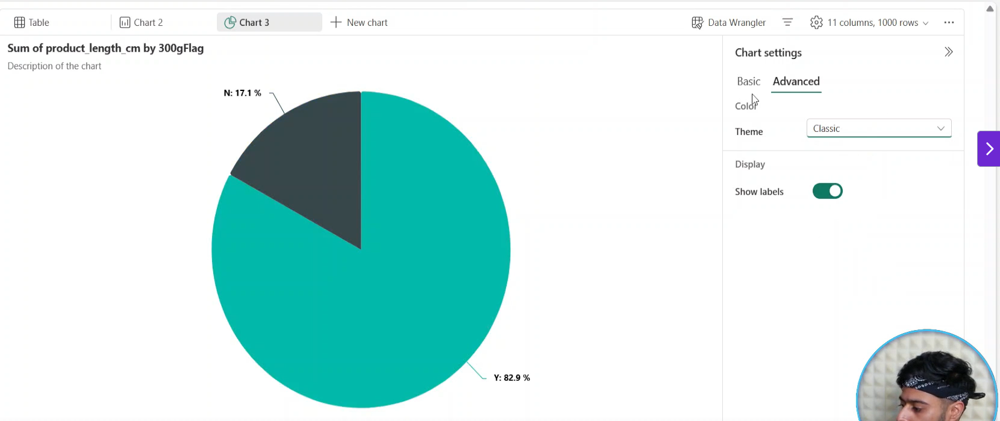 Table
Chart 2
Chart 3
New chart
Data Wrangler
11 columns, 1000 rows
Sum of product_length_cm by 300gFlag
Description of the chart
N: 17.1 %
Y: 82.9 %
Chart settings
Basic
Advanced
Color
Theme
Classic
Display
Show labels